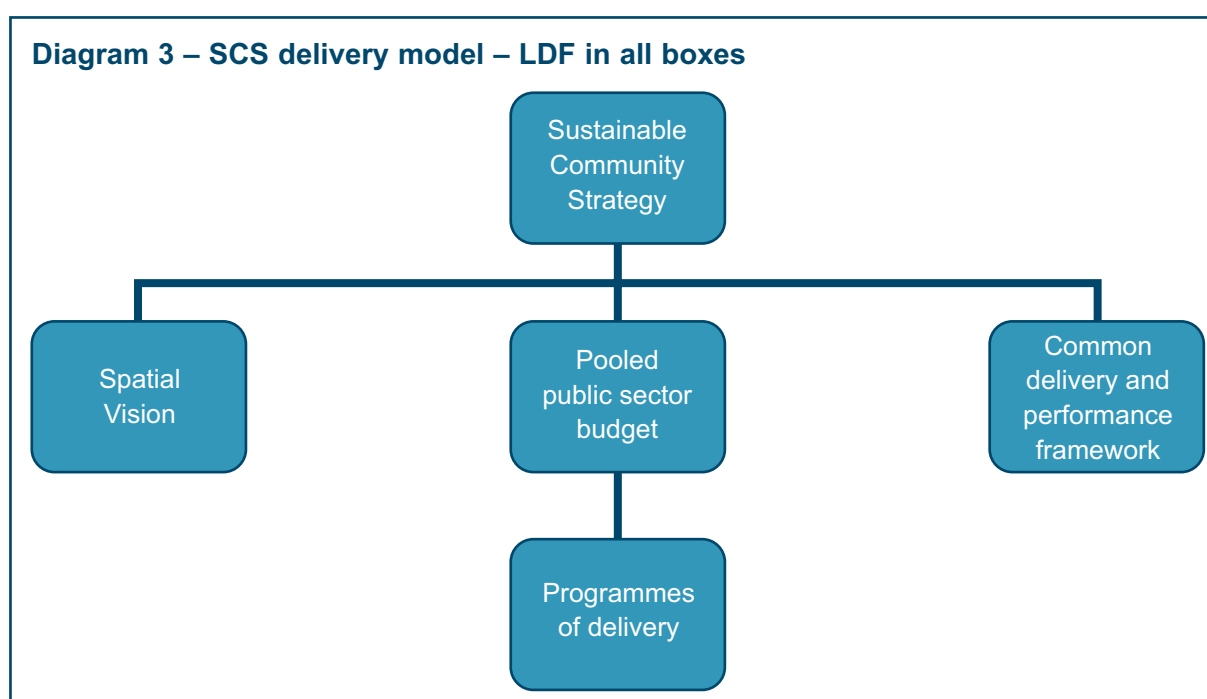 Diagram 3 – SCS delivery model – LDF in all boxes
Sustainable
Community
Strategy
Spatial
Vision
Pooled
public sector
budget
Common
delivery and
performance
framework
Programmes
of delivery